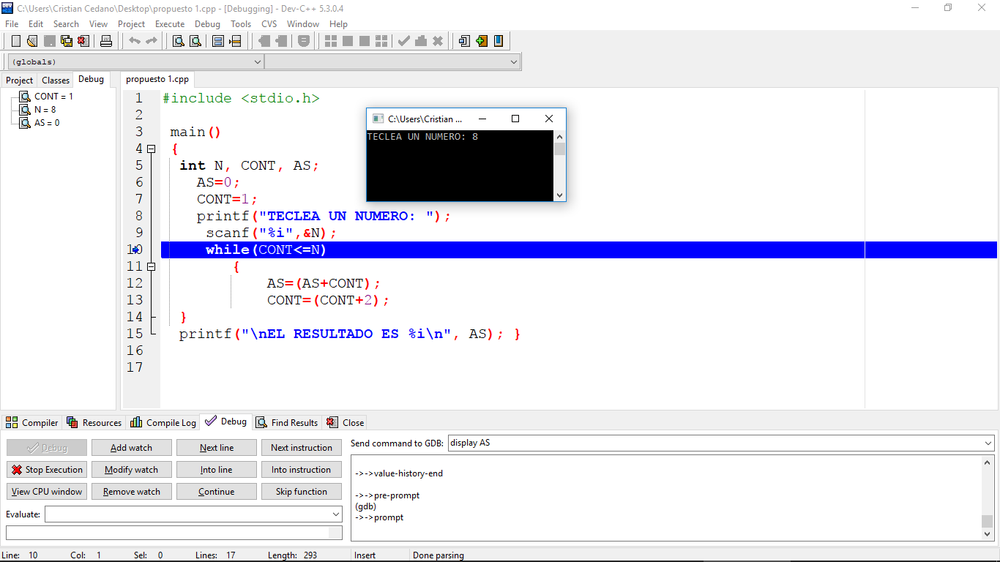 C:\Users\Cristian Cedano\Desktop\propuesto 1.cpp - [Debugging] - Dev-C++ 5.3.0.4
File Edit Search View Project Execute Debug Tools CVS Window Help
(globals)
Project Classes Debug
propuesto 1.cpp
CONT = 1
N = 8
AS = 0
1 #include <stdio.h>
2
3 main()
4 {
5 int N, CONT, AS;
6 AS=0;
7 CONT=1;
8 printf("TECLEA UN NUMERO: ");
9 scanf("%i",&N);
10 while(CONT<=N)
11 {
12 AS=(AS+CONT);
13 CONT=(CONT+2);
14 }
15 printf("\nEL RESULTADO ES %i\n", AS); }
16
17
C:\Users\Cristian ...
TECLEA UN NUMERO: 8
Compiler Resources Compile Log Debug Find Results Close
Debug Add watch Next line Next instruction
Stop Execution Modify watch Into line Into instruction
View CPU window Remove watch Continue Skip function
Evaluate:
Send command to GDB: display AS
->->value-history-end
->->pre-prompt
(gdb)
->->prompt
Line: 10 Col: 1 Sel: 0 Lines: 17 Length: 293 Insert Done parsing